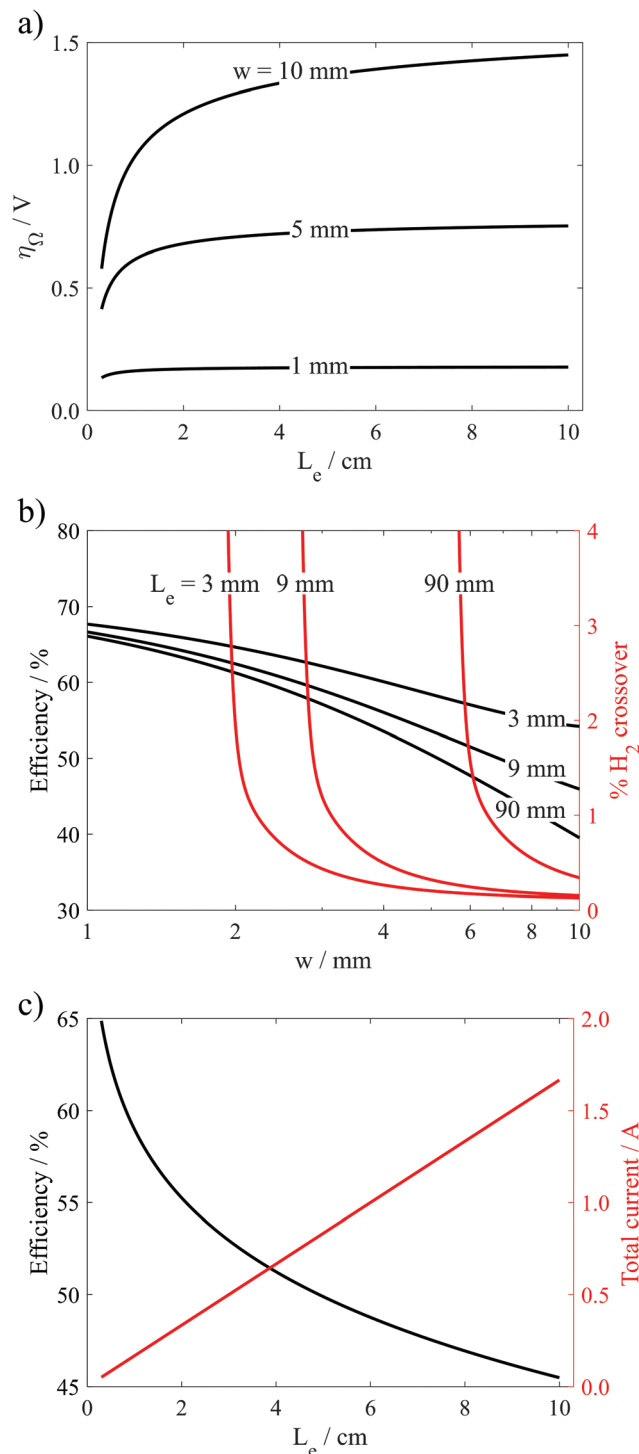 a)
1.5
1.0
0.5
0.0
η_Ω / V
w = 10 mm
5 mm
1 mm
0 2 4 6 8 10
L_e / cm
b)
80
70
60
50
40
30
Efficiency / %
L_e = 3 mm 9 mm 90 mm
3 mm
9 mm
90 mm
4
3
2
1
0
% H_2 crossover
1 2 4 6 8 10
w / mm
c)
65
60
55
50
45
Efficiency / %
2.0
1.5
1.0
0.5
0.0
Total current / A
0 2 4 6 8 10
L_e / cm